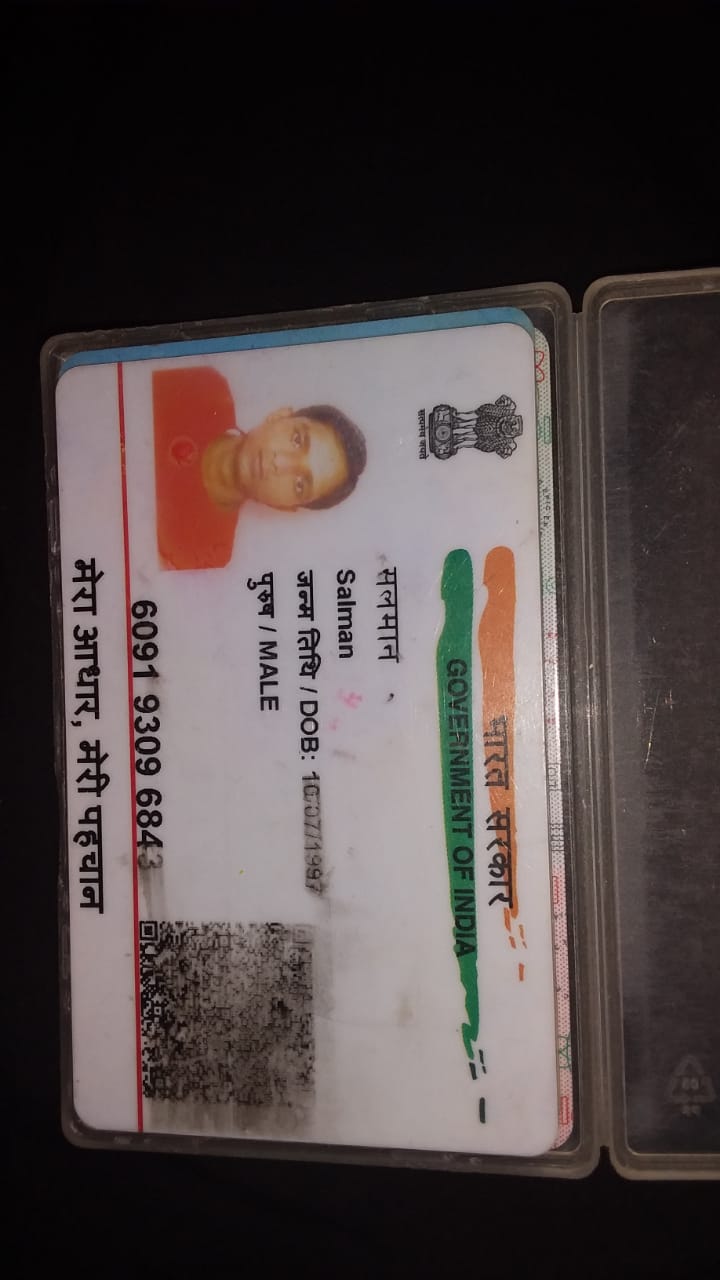 भारत सरकार
GOVERNMENT OF INDIA
सत्यमेव जयते
सलमान
Salman
जन्म तिथि / DOB: 10/07/1997
पुरुष / MALE
6091 9309 6843
मेरा आधार, मेरी पहचान